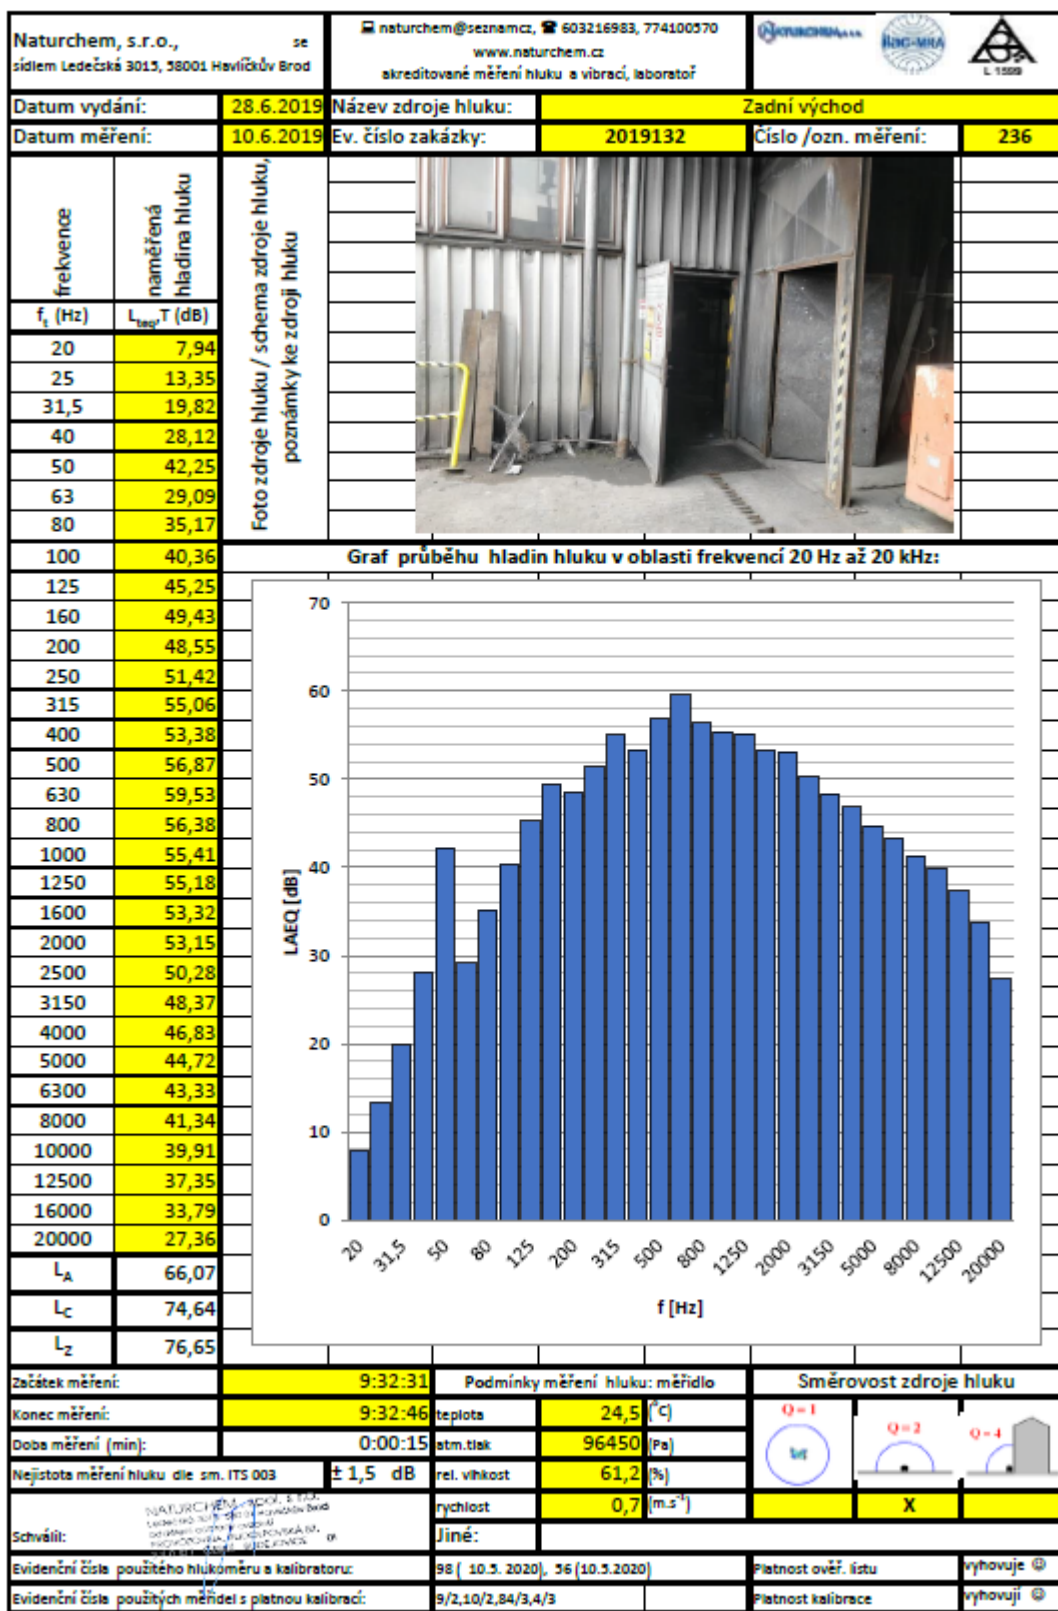 Naturchem, s.r.o., se
sídlem Ledečská 3015, 58001 Havlíčkův Brod
naturchem@seznamcz, 603216983, 774100570
www.naturchem.cz
akreditované měření hluku a vibrací, laboratoř
NATURCHEM, s.r.o.
ilac-MRA
L 1599
Datum vydání: 28.6.2019 Název zdroje hluku: Zadní východ
Datum měření: 10.6.2019 Ev. číslo zakázky: 2019132 Číslo /ozn. měření: 236
frekvence
naměřená hladina hluku
Foto zdroje hluku / schema zdroje hluku,
poznámky ke zdroji hluku
fₜ (Hz) Lₜₑq,T (dB)
20 7,94
25 13,35
31,5 19,82
40 28,12
50 42,25
63 29,09
80 35,17
100 40,36
125 45,25
160 49,43
200 48,55
250 51,42
315 55,06
400 53,38
500 56,87
630 59,53
800 56,38
1000 55,41
1250 55,18
1600 53,32
2000 53,15
2500 50,28
3150 48,37
4000 46,83
5000 44,72
6300 43,33
8000 41,34
10000 39,91
12500 37,35
16000 33,79
20000 27,36
L_A 66,07
L_C 74,64
L_Z 76,65
Graf průběhu hladin hluku v oblasti frekvencí 20 Hz až 20 kHz:
70
60
50
40
30
20
10
0
LAEQ [dB]
20 31,5 50 80 125 200 315 500 800 1250 2000 3150 5000 8000 12500 20000
f [Hz]
Začátek měření: 9:32:31 Podmínky měření hluku: měřidlo Směrovost zdroje hluku
Konec měření: 9:32:46 teplota 24,5 (°C) Q = 1 Q = 2 Q = 4
Doba měření (min): 0:00:15 atm.tlak 96450 (Pa)
Nejistota měření hluku dle sm. ITS 003 ± 1,5 dB rel. vlhkost 61,2 (%)
rychlost 0,7 (m.s⁻¹) X
Schválil: Jiné:
NATURCHEM, spol. s r.o.
Evidenční čísla použitého hlukoměru a kalibratoru: 98 ( 10.5. 2020), 56 (10.5.2020) Platnost ověř. listu vyhovuje ☺
Evidenční čísla použitých měřidel s platnou kalibrací: 9/2,10/2,84/3,4/3 Platnost kalibrace vyhovují ☺